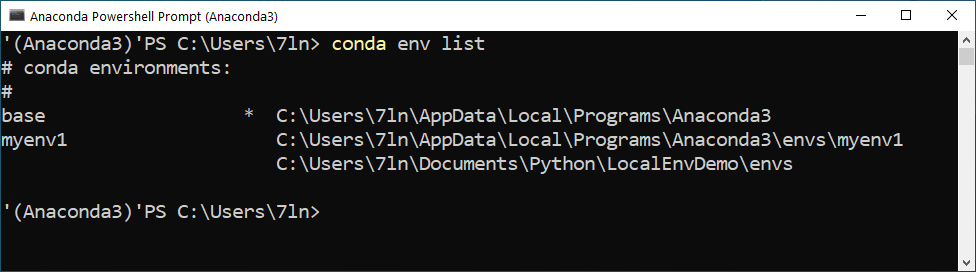 Anaconda Powershell Prompt (Anaconda3)
'(Anaconda3)'PS C:\Users\7ln> conda env list
# conda environments:
#
base                  *  C:\Users\7ln\AppData\Local\Programs\Anaconda3
myenv1                   C:\Users\7ln\AppData\Local\Programs\Anaconda3\envs\myenv1
                         C:\Users\7ln\Documents\Python\LocalEnvDemo\envs
'(Anaconda3)'PS C:\Users\7ln>